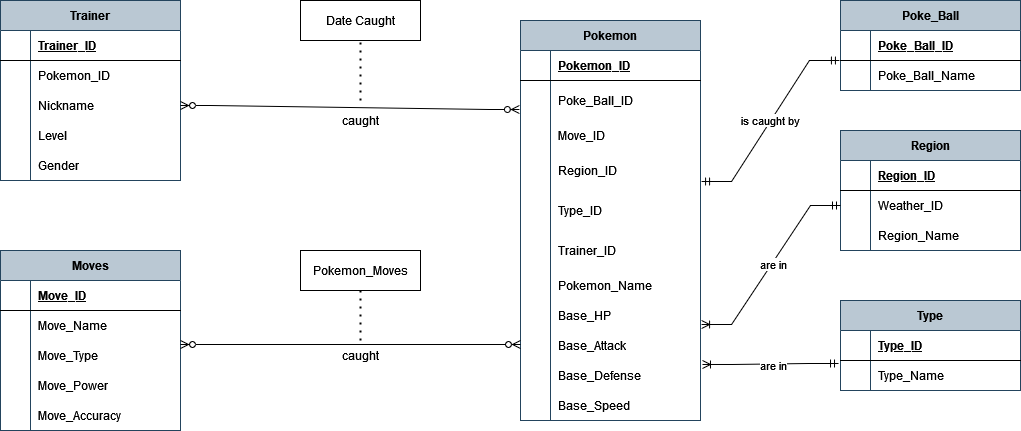 Trainer
Trainer_ID
Pokemon_ID
Nickname
Level
Gender
Date Caught
caught
Moves
Move_ID
Move_Name
Move_Type
Move_Power
Move_Accuracy
Pokemon_Moves
caught
Pokemon
Pokemon_ID
Poke_Ball_ID
Move_ID
Region_ID
Type_ID
Trainer_ID
Pokemon_Name
Base_HP
Base_Attack
Base_Defense
Base_Speed
is caught by
are in
are in
Poke_Ball
Poke_Ball_ID
Poke_Ball_Name
Region
Region_ID
Weather_ID
Region_Name
Type
Type_ID
Type_Name